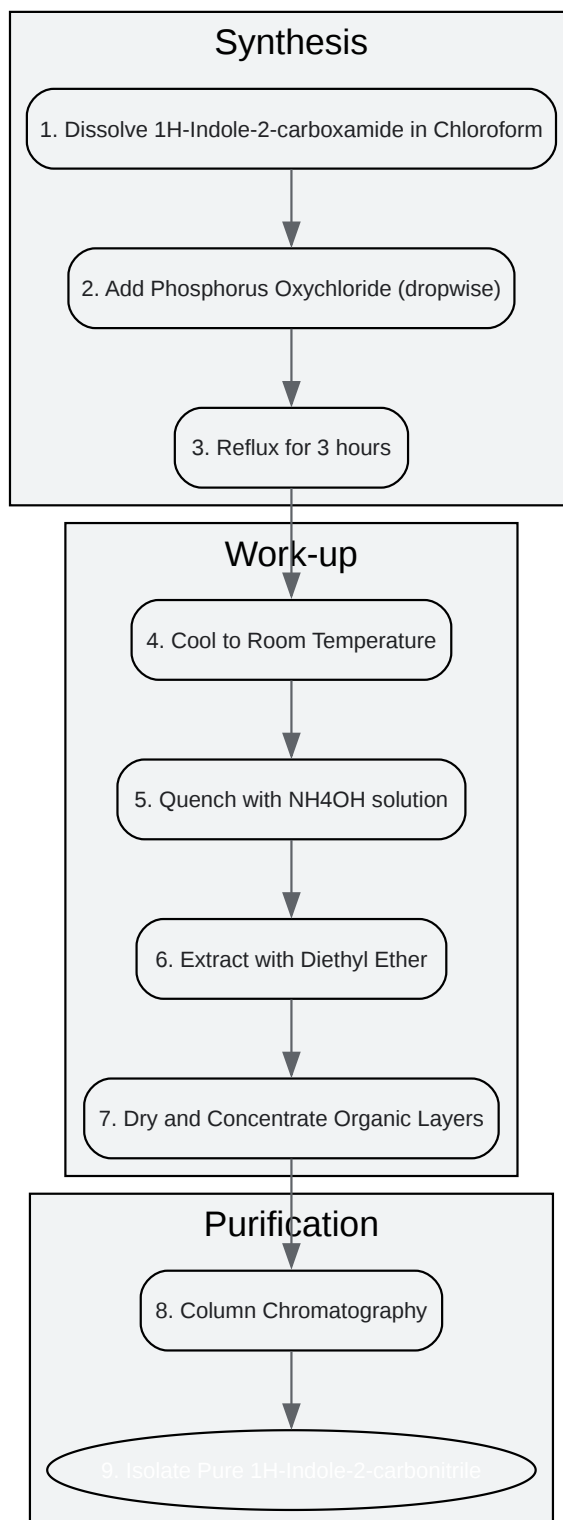 Synthesis
1. Dissolve 1H-Indole-2-carboxamide in Chloroform
2. Add Phosphorus Oxychloride (dropwise)
3. Reflux for 3 hours
Work-up
4. Cool to Room Temperature
5. Quench with NH4OH solution
6. Extract with Diethyl Ether
7. Dry and Concentrate Organic Layers
Purification
8. Column Chromatography
9. Isolate Pure 1H-Indole-2-carbonitrile